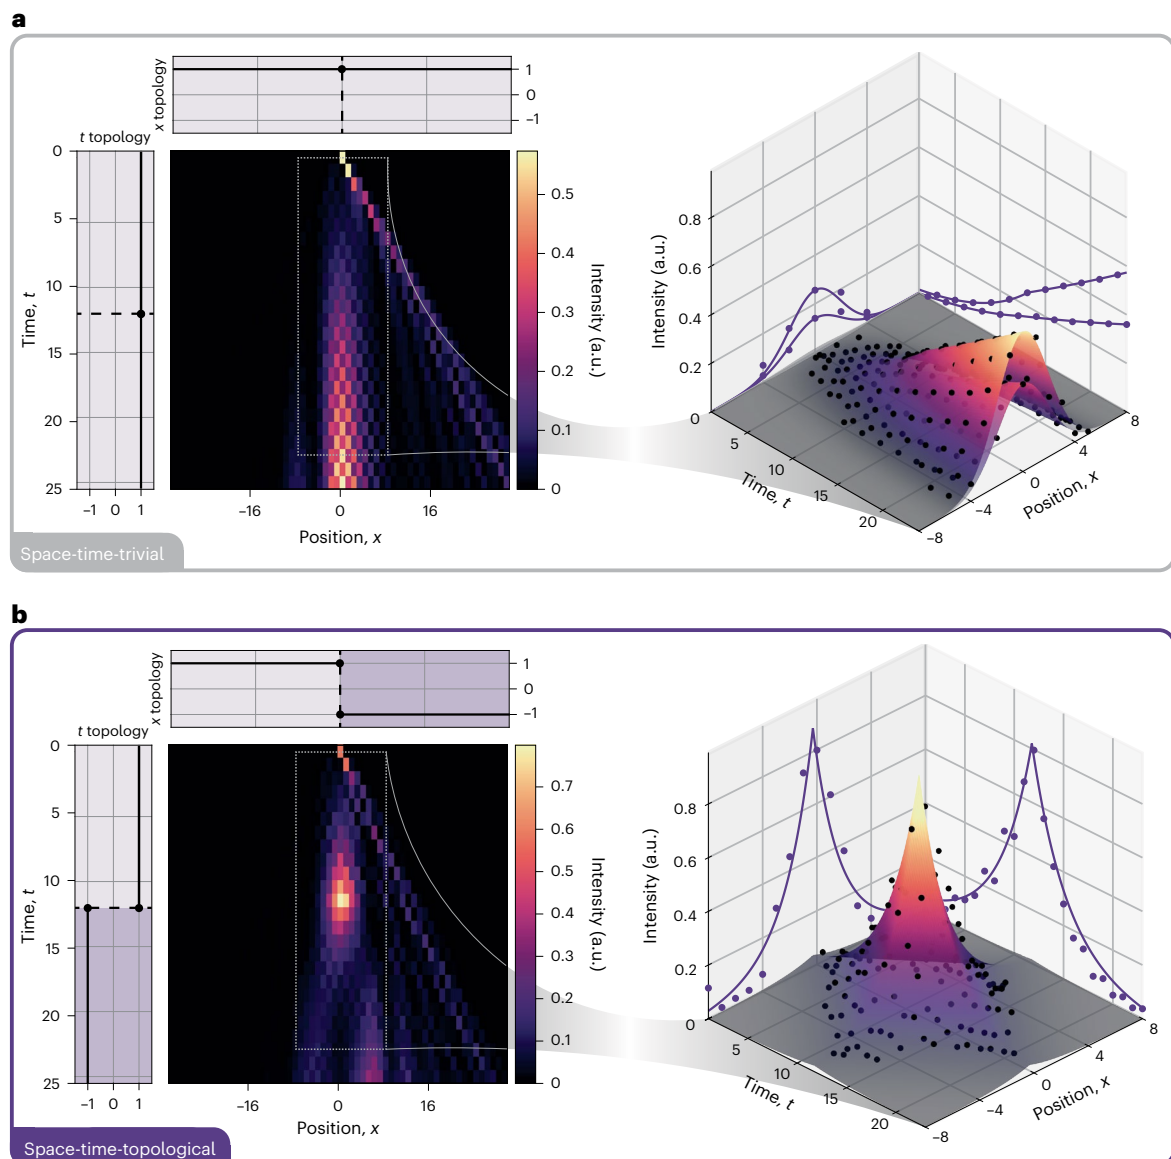 a
x topology
1
0
−1
t topology
0
5
10
15
20
25
Time, t
−1 0 1
−16 0 16
Position, x
0.5
0.4
0.3
0.2
0.1
0
Intensity (a.u.)
0.8
0.6
0.4
0.2
0
Intensity (a.u.)
5
10
15
20
Time, t
8
4
0
−4
−8
Position, x
Space-time-trivial
b
x topology
1
0
−1
t topology
0
5
10
15
20
25
Time, t
−1 0 1
−16 0 16
Position, x
0.7
0.6
0.5
0.4
0.3
0.2
0.1
0
Intensity (a.u.)
0.8
0.6
0.4
0.2
0
Intensity (a.u.)
5
10
15
20
Time, t
8
4
0
−4
−8
Position, x
Space-time-topological